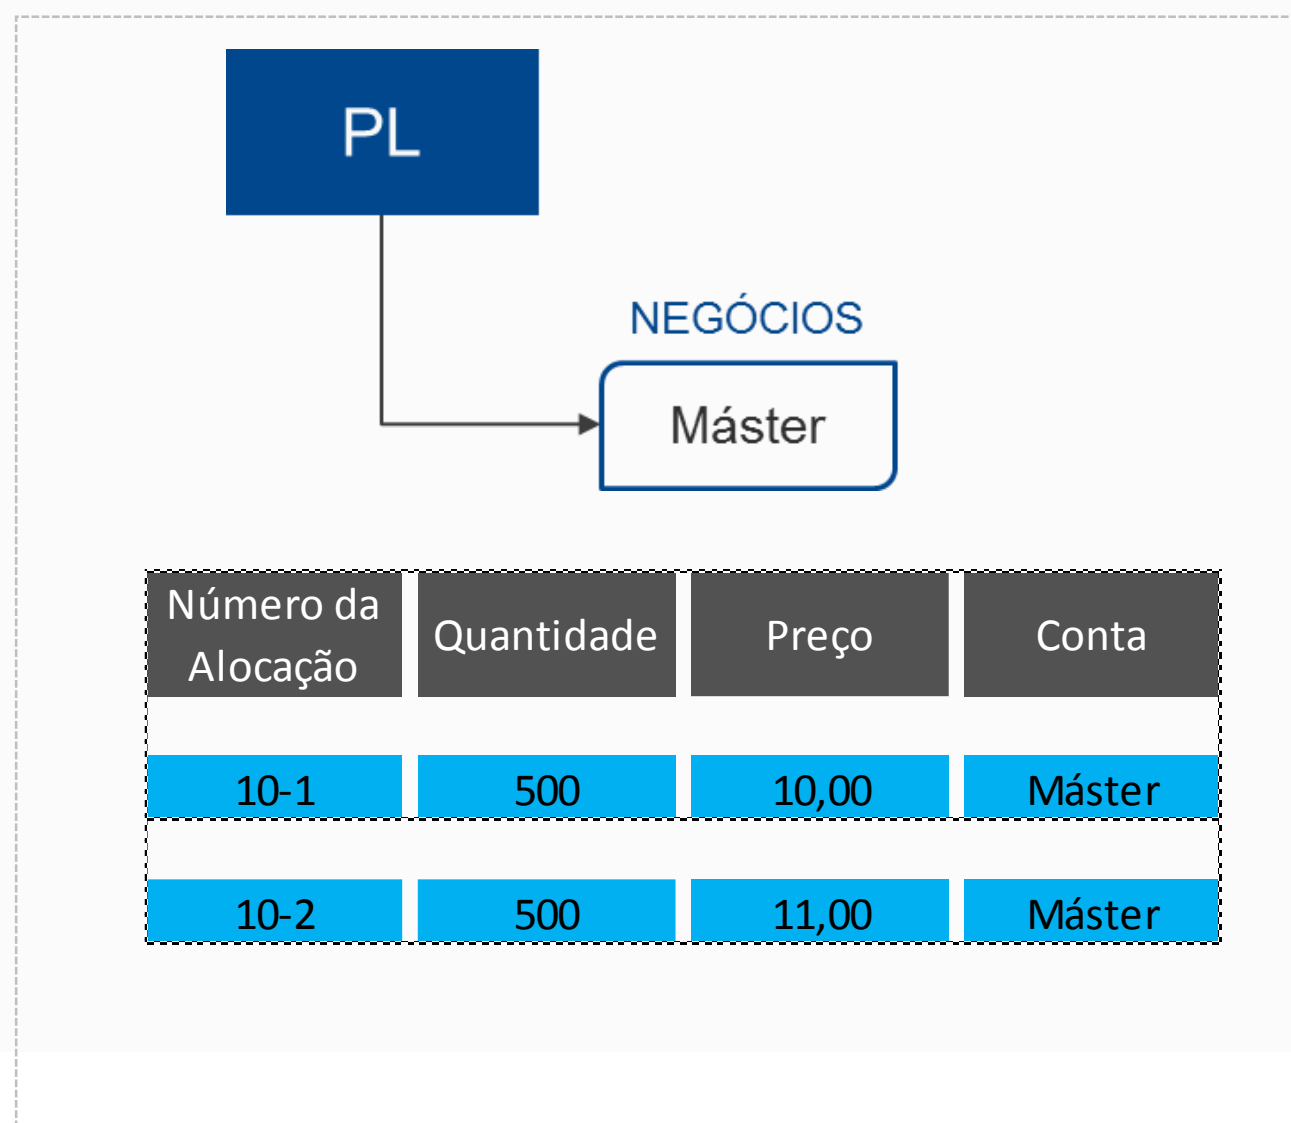 PL
NEGÓCIOS
Máster
Número da Alocação Quantidade Preço Conta
10-1 500 10,00 Máster
10-2 500 11,00 Máster